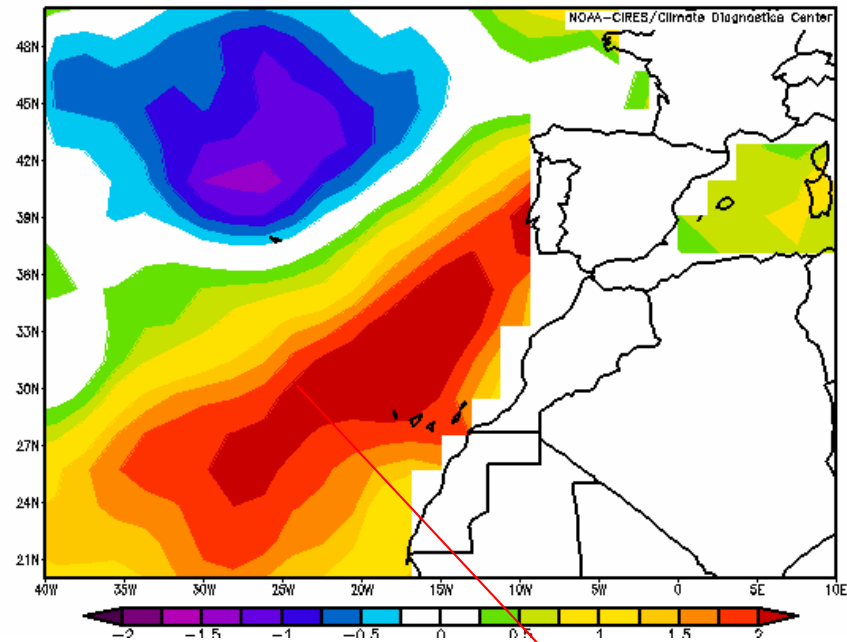 NOAA-CIRES/Climate Diagnostics Center
48N
45N
42N
39N
36N
33N
30N
27N
24N
21N
40W 35W 30W 25W 20W 15W 10W 5W 0 5E 10E
-2 -1.5 -1 -0.5 0 0.5 1 1.5 2